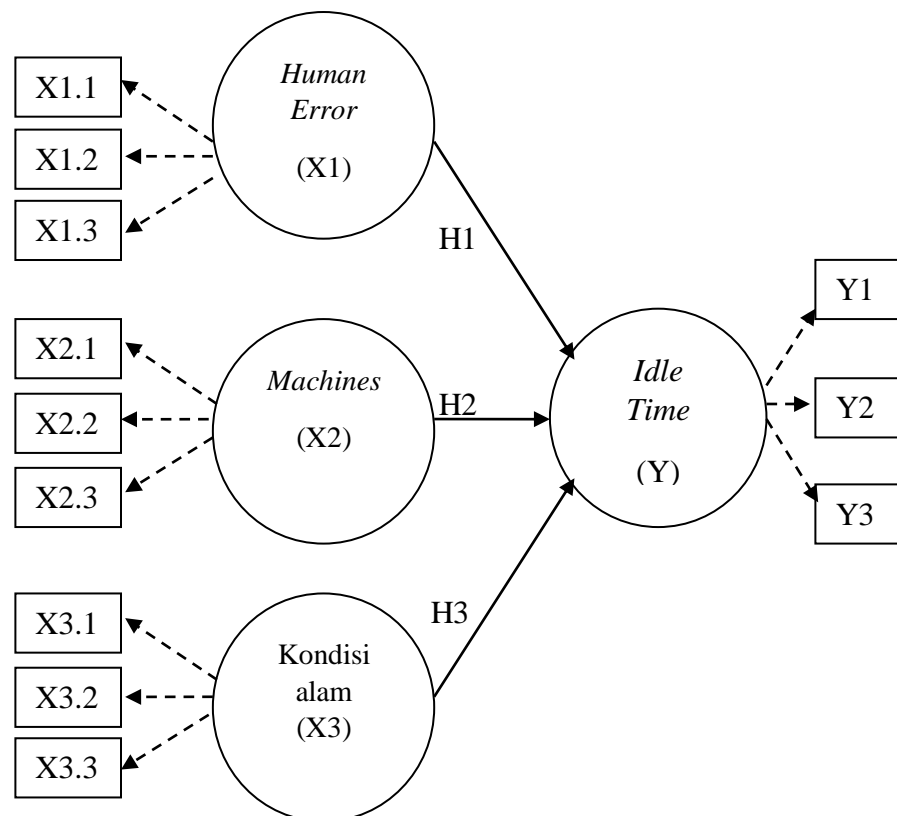 X1.1
X1.2
X1.3
Human
Error
(X1)
H1
X2.1
X2.2
X2.3
Machines
(X2)
H2
X3.1
X3.2
X3.3
Kondisi
alam
(X3)
H3
Idle
Time
(Y)
Y1
Y2
Y3